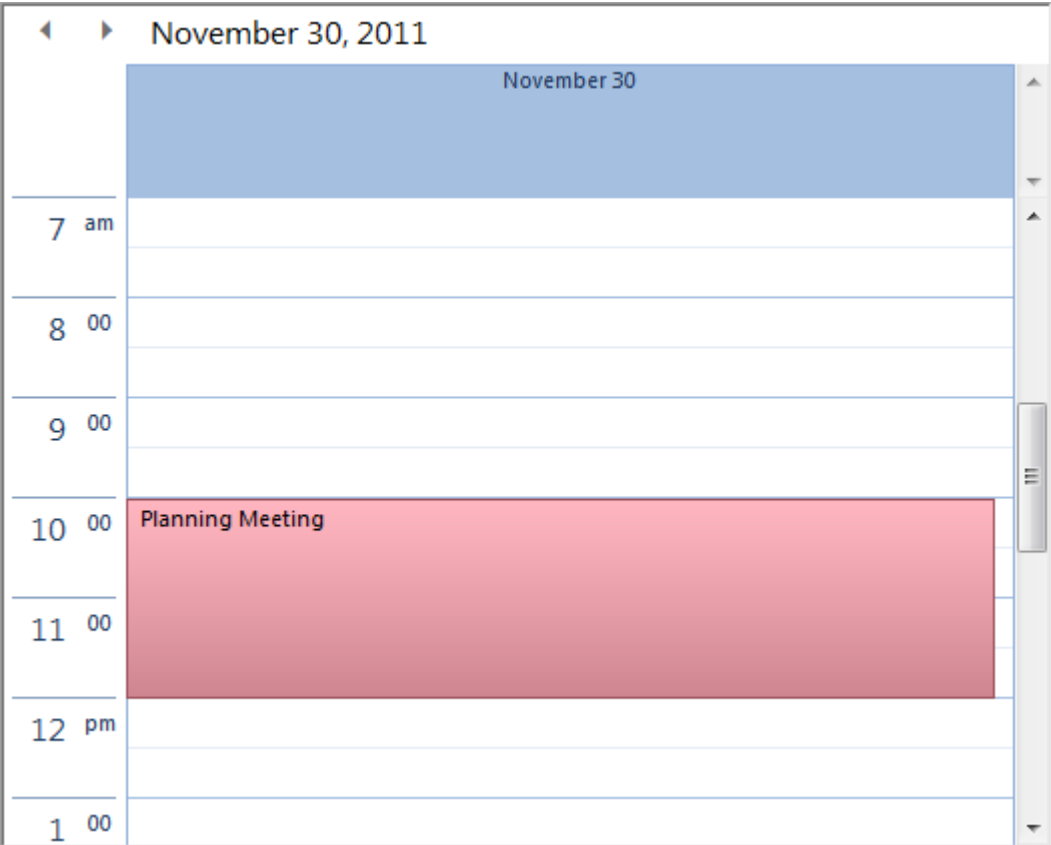 November 30, 2011
November 30
7 am
8 00
9 00
10 00
Planning Meeting
11 00
12 pm
1 00